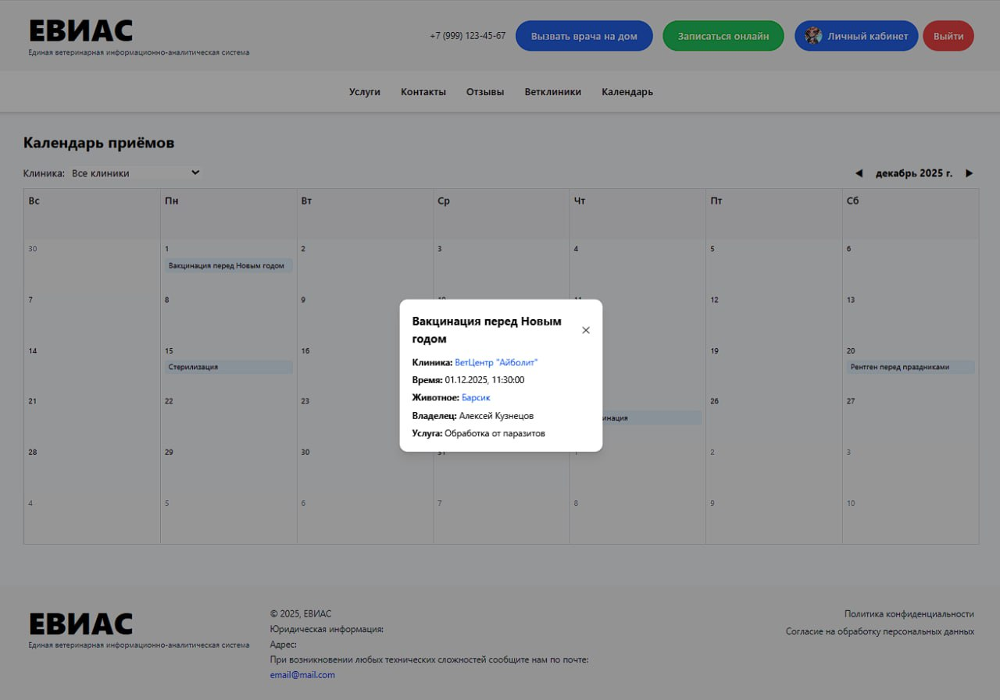 ЕВИАС
Единая ветеринарная информационно-аналитическая система
+7 (999) 123-45-67
Вызвать врача на дом
Записаться онлайн
Личный кабинет
Выйти
Услуги Контакты Отзывы Ветклиники Календарь
Календарь приёмов
Клиника: Все клиники
◀ декабрь 2025 г. ▶
Вс Пн Вт Ср Чт Пт Сб
30 1 2 3 4 5 6
Вакцинация перед Новым годом
7 8 9 12 13
14 15 16 19 20
Стерилизация Рентген перед праздниками
21 22 23 26 27
28 29 30 31 1 2 3
4 5 6 7 8 9 10
Вакцинация перед Новым
годом
×
Клиника: ВетЦентр "Айболит"
Время: 01.12.2025, 11:30:00
Животное: Барсик
Владелец: Алексей Кузнецов
Услуга: Обработка от паразитов
ЕВИАС
Единая ветеринарная информационно-аналитическая система
© 2025, ЕВИАС
Юридическая информация:
Адрес:
При возникновении любых технических сложностей сообщите нам по почте:
email@mail.com
Политика конфиденциальности
Согласие на обработку персональных данных